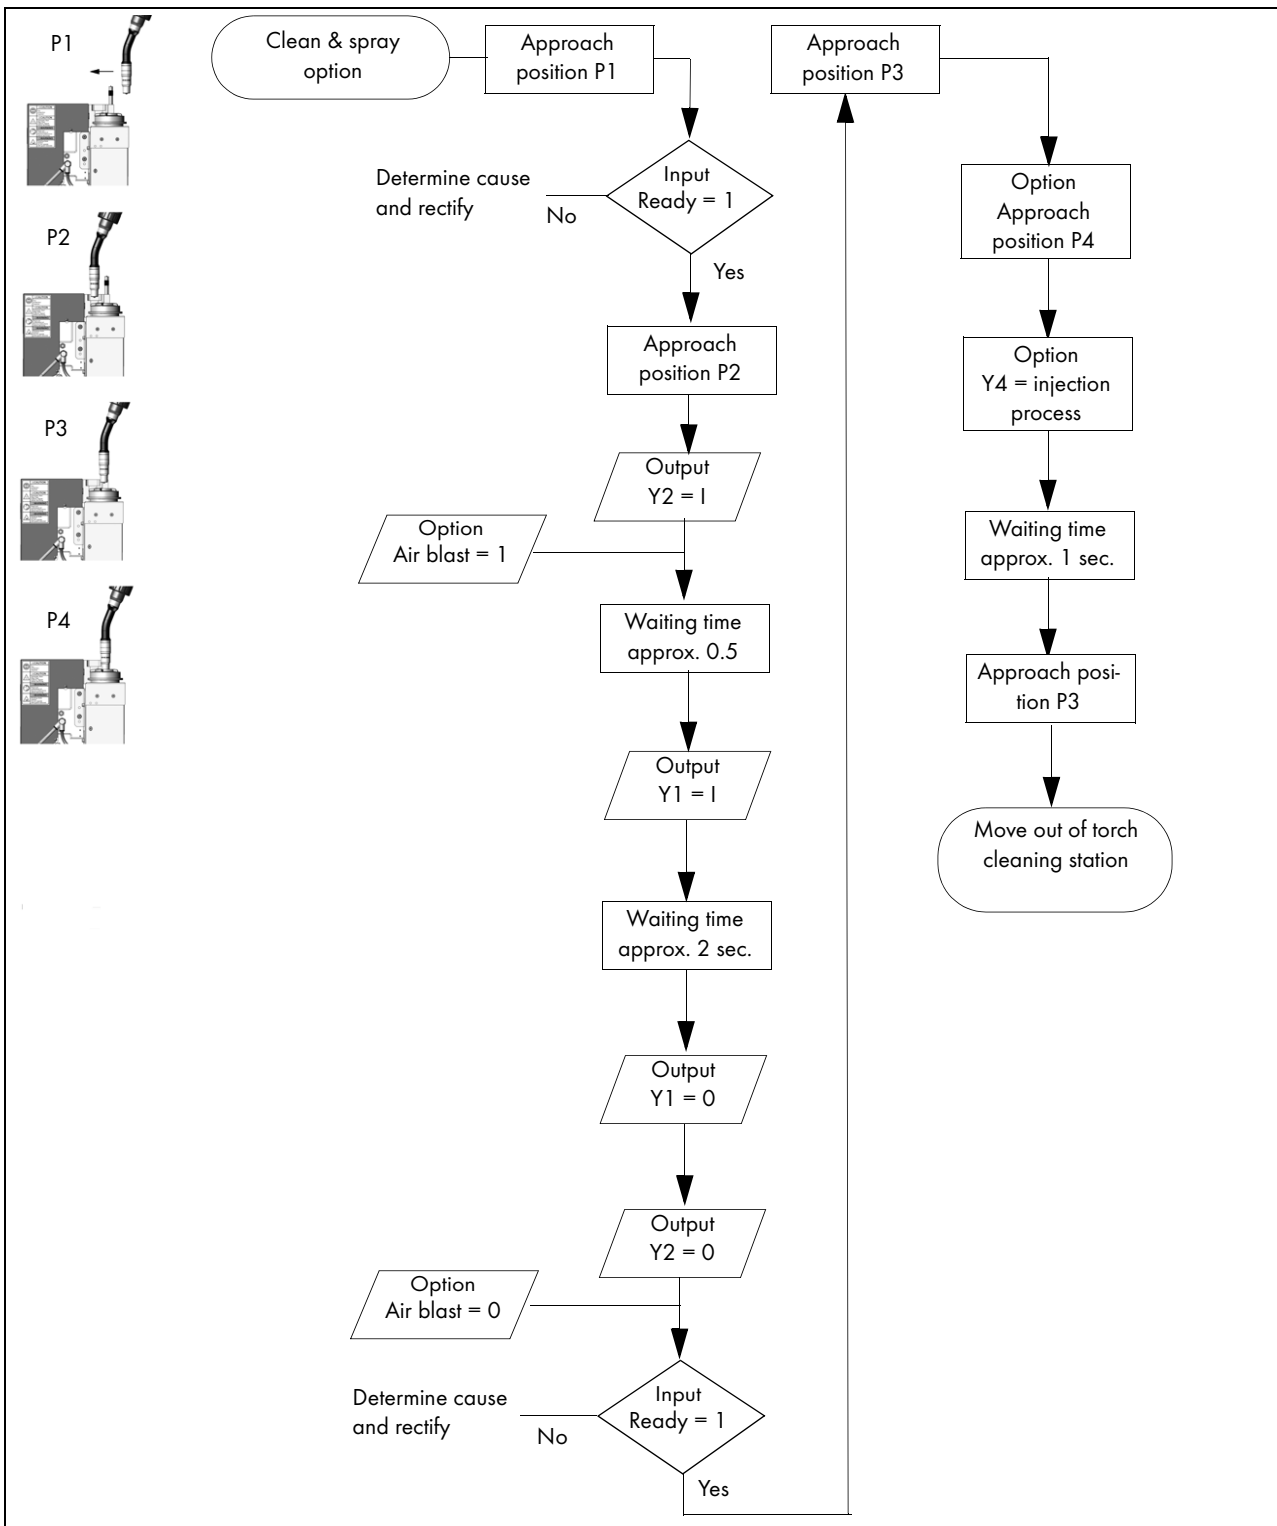 P1
P2
P3
P4
Clean & spray
option
Approach
position P1
Input
Ready = 1
Determine cause
and rectify
No
Yes
Approach
position P2
Output
Y2 = I
Option
Air blast = 1
Waiting time
approx. 0.5
Output
Y1 = I
Waiting time
approx. 2 sec.
Output
Y1 = 0
Output
Y2 = 0
Option
Air blast = 0
Input
Ready = 1
Determine cause
and rectify
No
Yes
Approach
position P3
Option
Approach
position P4
Option
Y4 = injection
process
Waiting time
approx. 1 sec.
Approach posi-
tion P3
Move out of torch
cleaning station